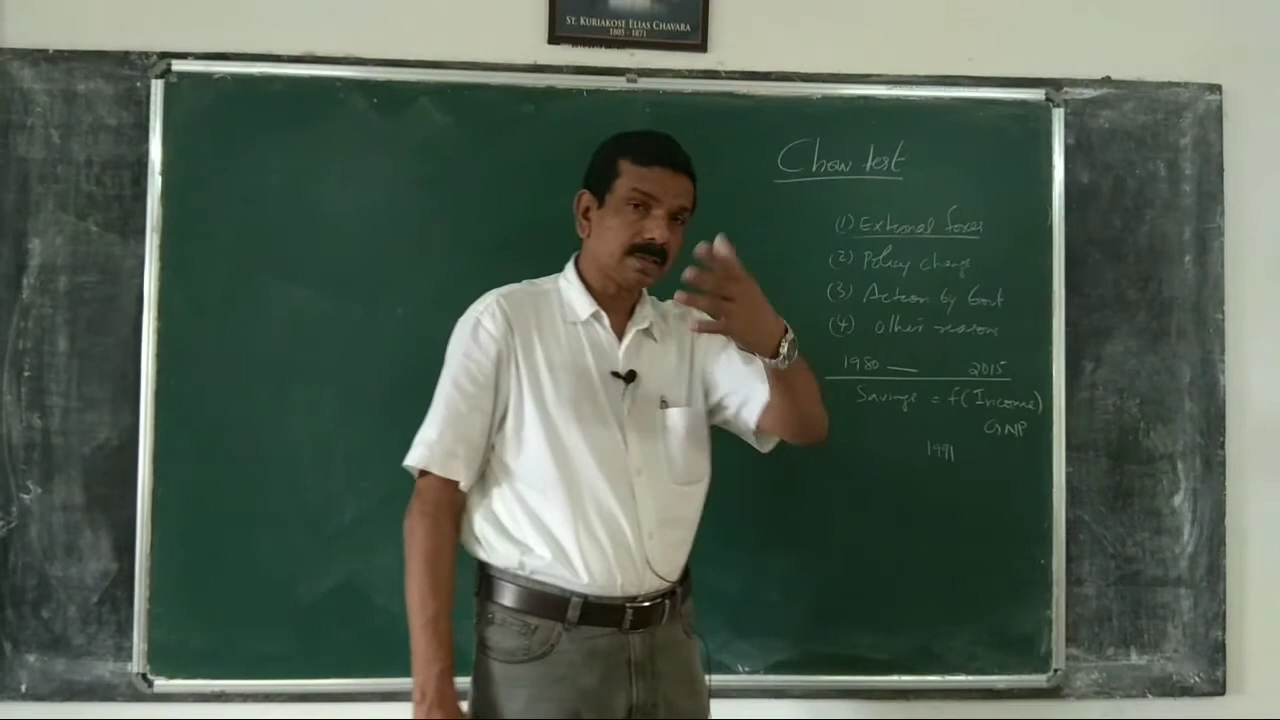 ST. KURIAKOSE ELIAS CHAVARA
1805 - 1871
Chow test
(1) External forces
(2) Policy change
(3) Action by Govt
(4) Other reason
1980 — 2015
Savings = f(Income)
GNP
1991